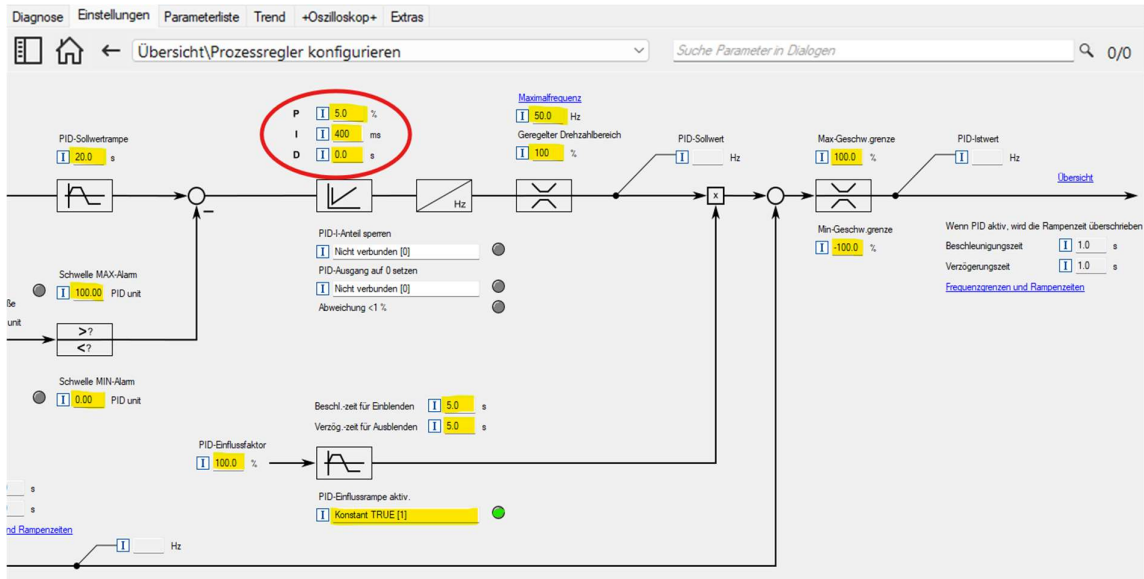 Diagnose Einstellungen Parameterliste Trend +Oszilloskop+ Extras
Übersicht\Prozessregler konfigurieren Suche Parameter in Dialogen 0/0
PID-Sollwertrampe
I 20.0 s
P I 5.0 %
I I 400 ms
D I 0.0 s
Maximalfrequenz
I 50.0 Hz
Geregelter Drehzahlbereich
I 100 %
PID-Sollwert
I Hz
Max-Geschw.grenze
I 100.0 %
PID-Istwert
I Hz
Übersicht
Hz
x
PID-I-Anteil sperren
I Nicht verbunden [0]
PID-Ausgang auf 0 setzen
I Nicht verbunden [0]
Abweichung <1 %
Min-Geschw.grenze
I -100.0 %
Wenn PID aktiv, wird die Rampenzeit überschrieben
Beschleunigungszeit I 1.0 s
Verzögerungszeit I 1.0 s
Frequenzgrenzen und Rampenzeiten
Schwelle MAX-Alarm
I 100.00 PID unit
ße
unit
>?
<?
Schwelle MIN-Alarm
I 0.00 PID unit
Beschl.-zeit für Einblenden I 5.0 s
Verzög.-zeit für Ausblenden I 5.0 s
PID-Einflussfaktor
I 100.0 %
PID-Einflussrampe aktiv.
I Konstant TRUE [1]
s
s
nd Rampenzeiten
I Hz